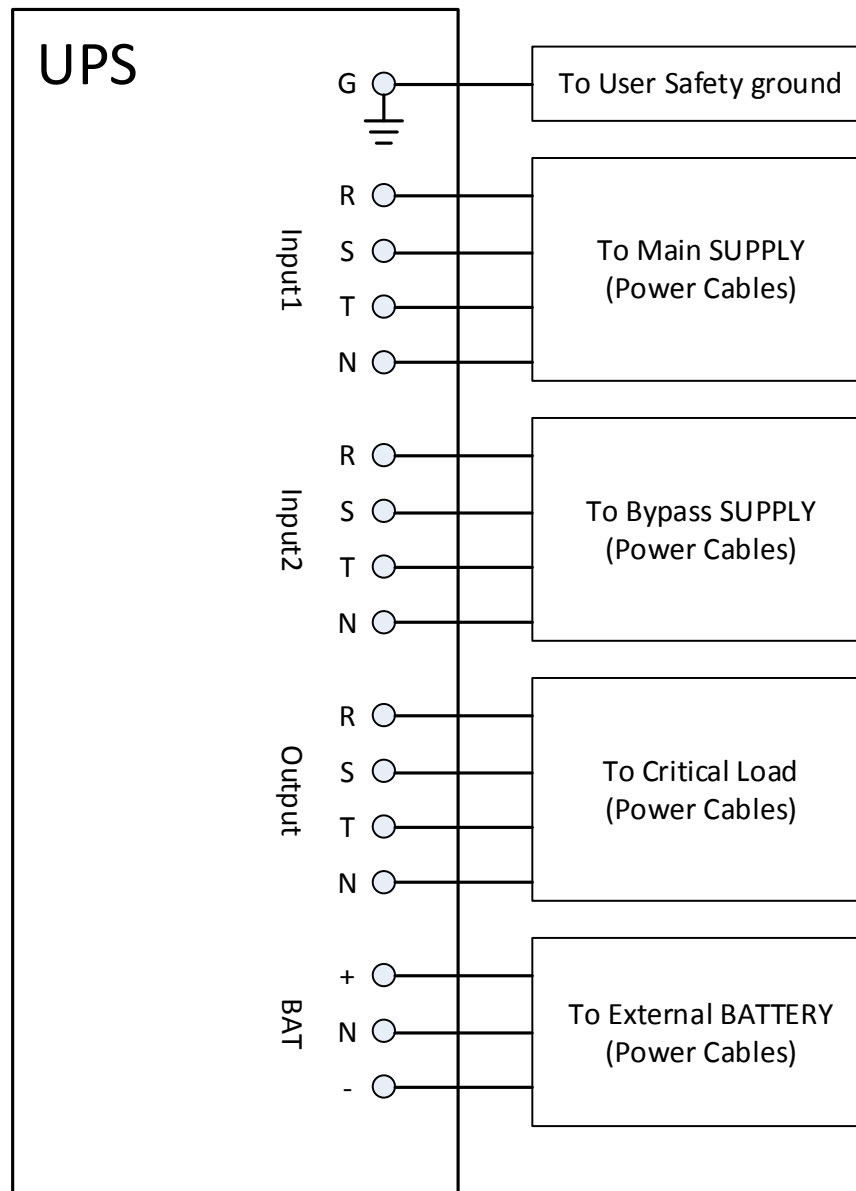 UPS
G
To User Safety ground
Input1
R
S
T
N
To Main SUPPLY
(Power Cables)
Input2
R
S
T
N
To Bypass SUPPLY
(Power Cables)
Output
R
S
T
N
To Critical Load
(Power Cables)
BAT
+
N
-
To External BATTERY
(Power Cables)